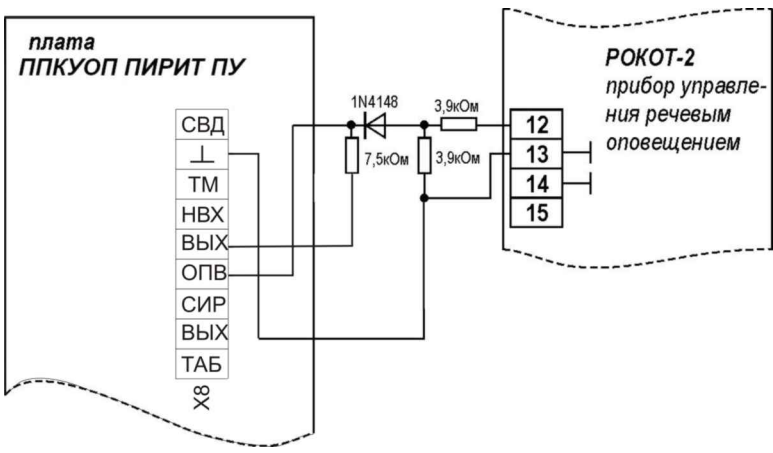 плата
ППКУОП ПИРИТ ПУ
РОКОТ-2
прибор управле-
ния речевым
оповещением
1N4148
3,9кОм
7,5кОм
3,9кОм
СВД
⊥
ТМ
НВХ
ВЫХ
ОПВ
СИР
ВЫХ
ТАБ
X8
12
13
14
15